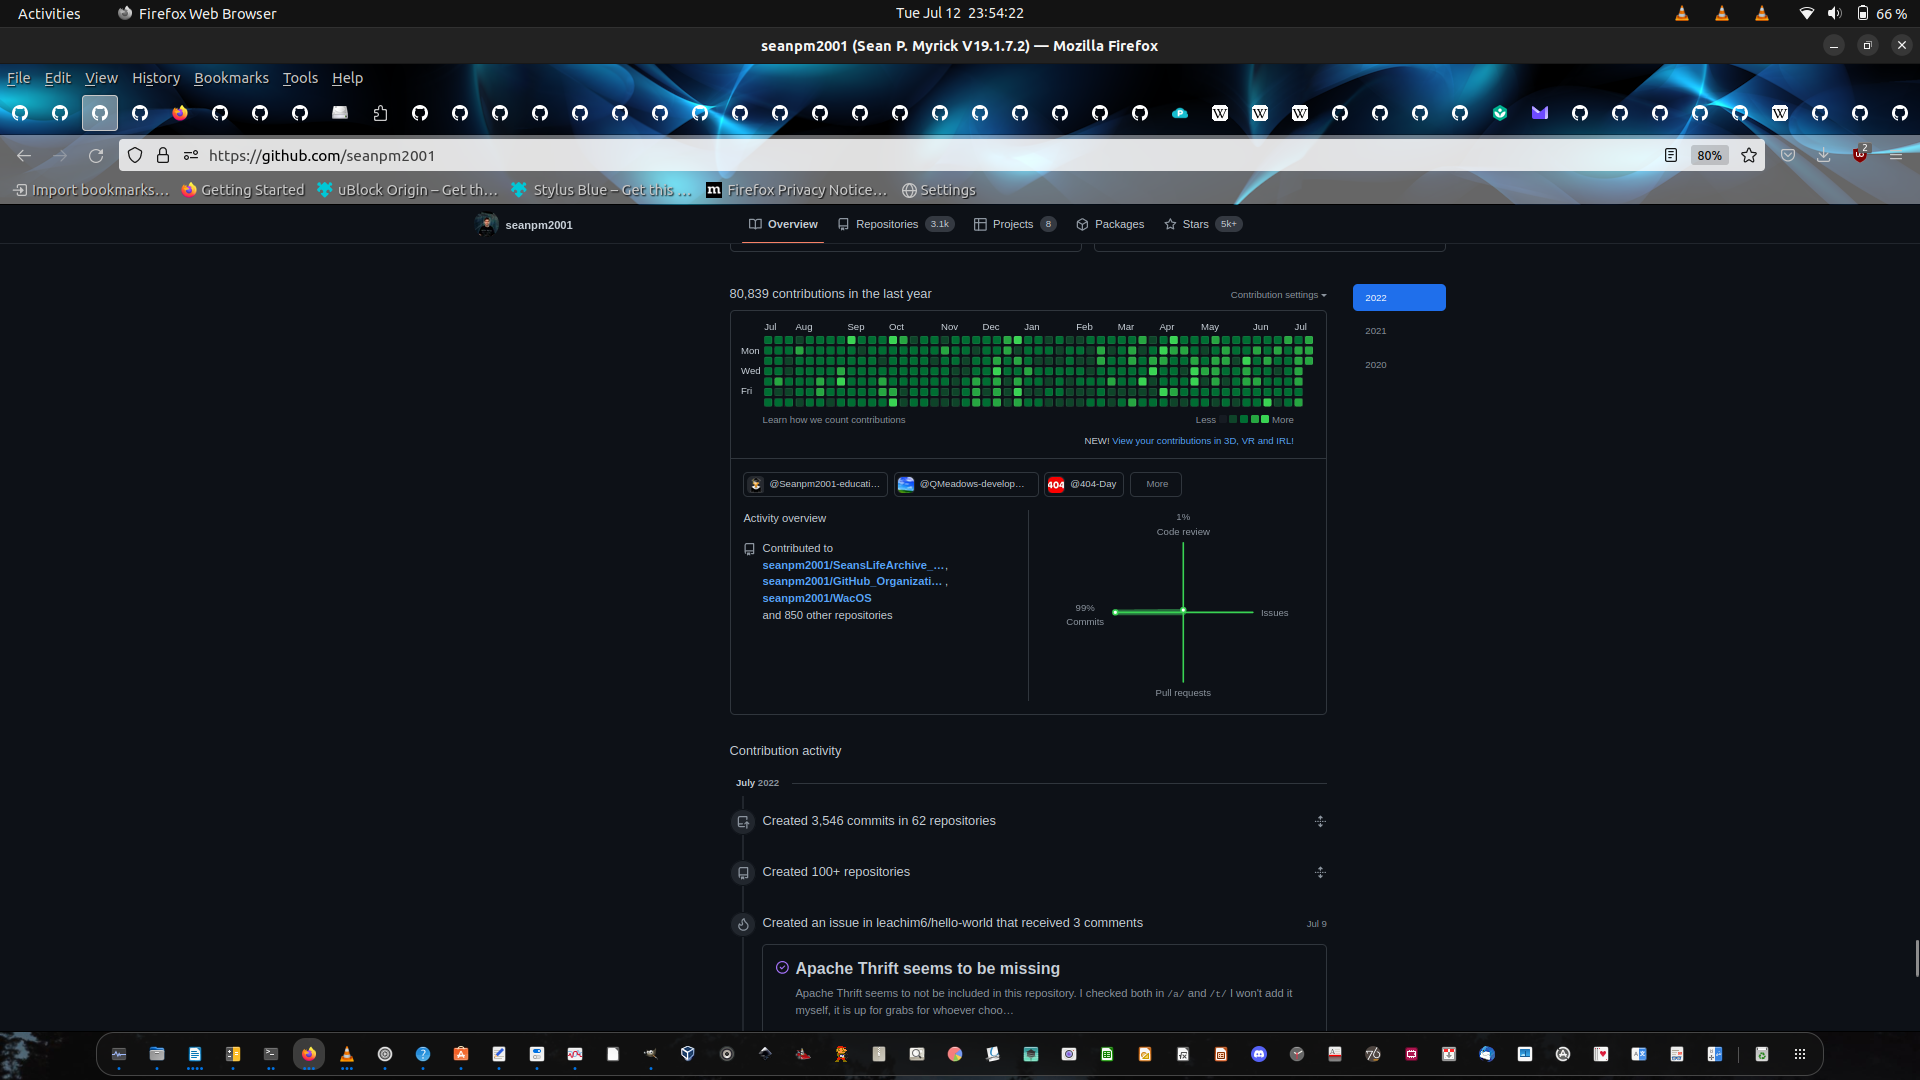 Activities
Firefox Web Browser
Tue Jul 12 23:54:22
66 %
seanpm2001 (Sean P. Myrick V19.1.7.2) — Mozilla Firefox
File Edit View History Bookmarks Tools Help
https://github.com/seanpm2001
80%
2
Import bookmarks…
Getting Started
uBlock Origin – Get th…
Stylus Blue – Get this …
Firefox Privacy Notice…
Settings
seanpm2001
Overview
Repositories 3.1k
Projects 8
Packages
Stars 5k+
80,839 contributions in the last year
Contribution settings
2022
2021
2020
Jul Aug Sep Oct Nov Dec Jan Feb Mar Apr May Jun Jul
Mon
Wed
Fri
Learn how we count contributions
Less More
NEW! View your contributions in 3D, VR and IRL!
@Seanpm2001-educati…
@QMeadows-develop…
404 @404-Day
More
Activity overview
Contributed to
seanpm2001/SeansLifeArchive_…,
seanpm2001/GitHub_Organizati… ,
seanpm2001/WacOS
and 850 other repositories
1%
Code review
99%
Commits
Issues
Pull requests
Contribution activity
July 2022
Created 3,546 commits in 62 repositories
Created 100+ repositories
Created an issue in leachim6/hello-world that received 3 comments
Jul 9
Apache Thrift seems to be missing
Apache Thrift seems to not be included in this repository. I checked both in /a/ and /t/ I won't add it
myself, it is up for grabs for whoever choo…